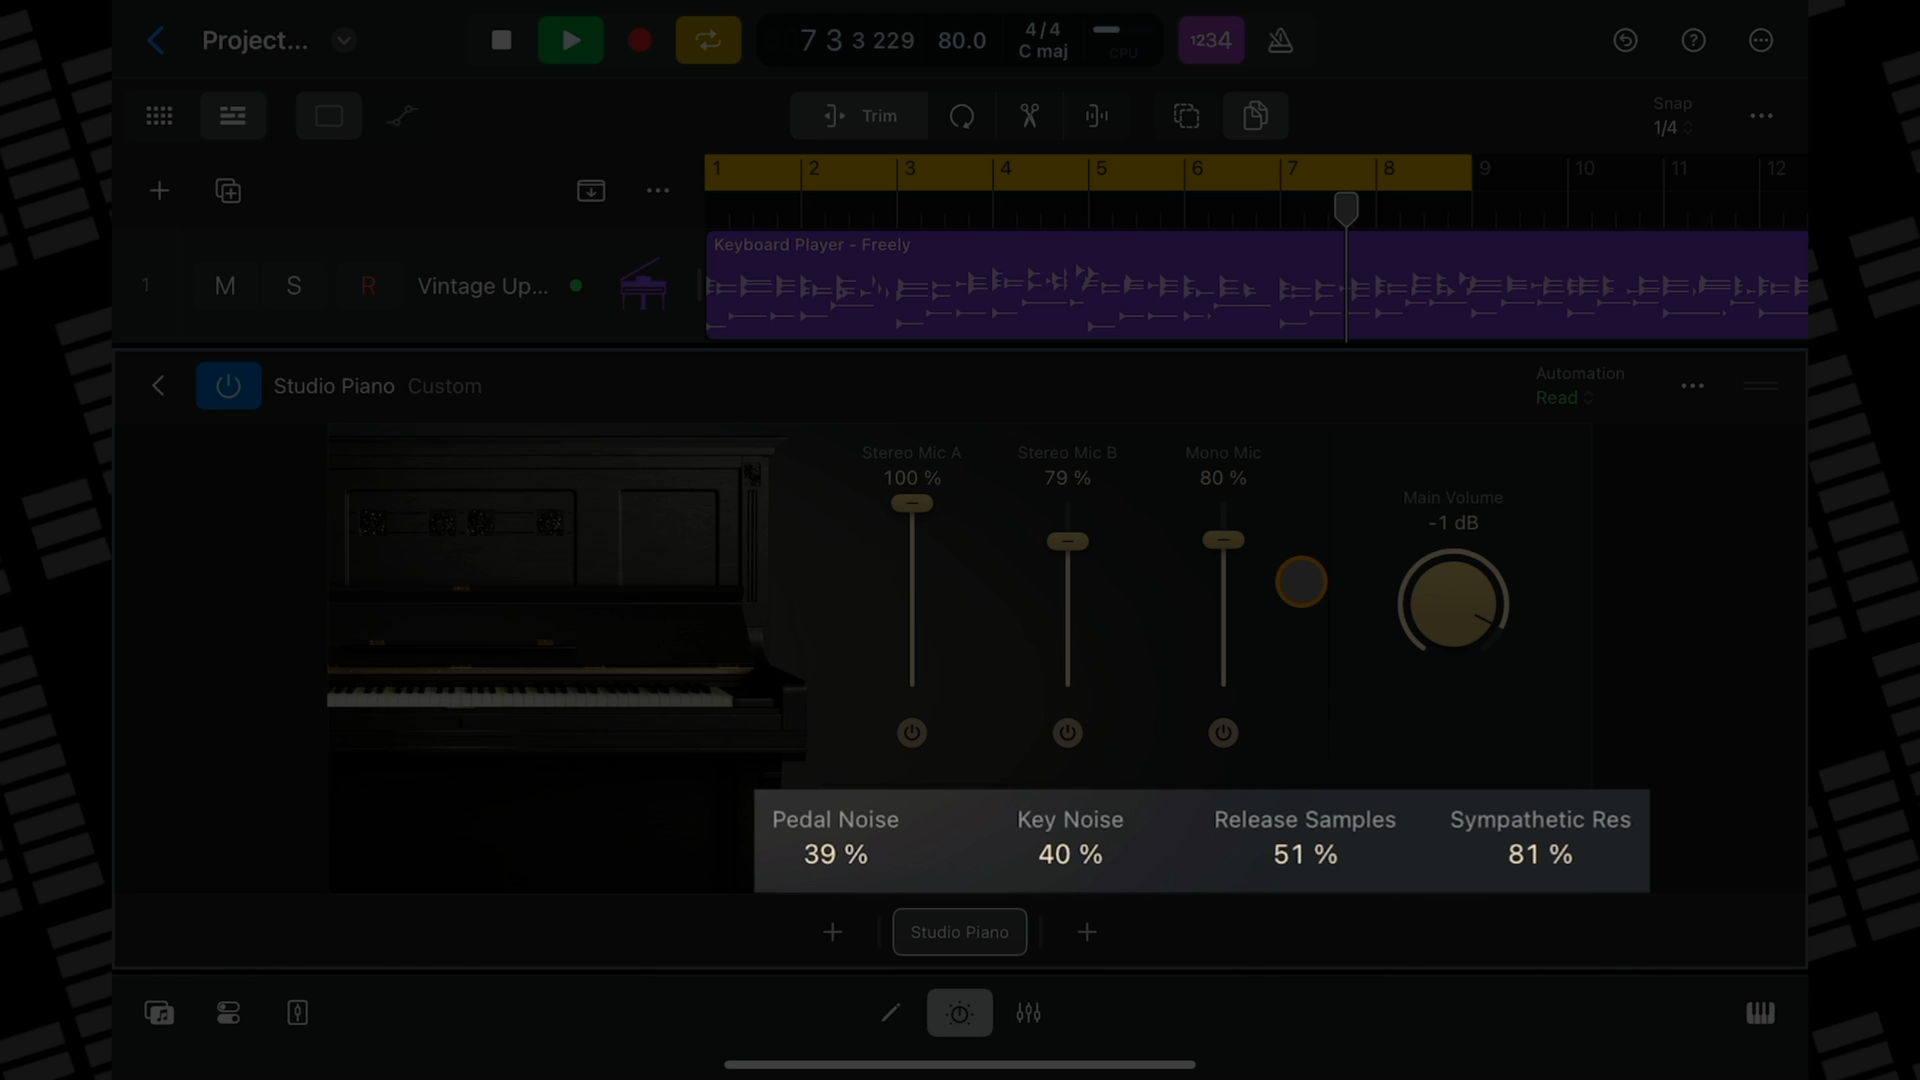 Project...
7 3 3 229
80.0
4/4
C maj
CPU
1234
Trim
Snap
1/4
1 2 3 4 5 6 7 8 9 10 11 12
Keyboard Player - Freely
1
M
S
R
Vintage Up...
Studio Piano Custom
Automation
Read
Stereo Mic A
100 %
Stereo Mic B
79 %
Mono Mic
80 %
Main Volume
-1 dB
Pedal Noise
39 %
Key Noise
40 %
Release Samples
51 %
Sympathetic Res
81 %
Studio Piano